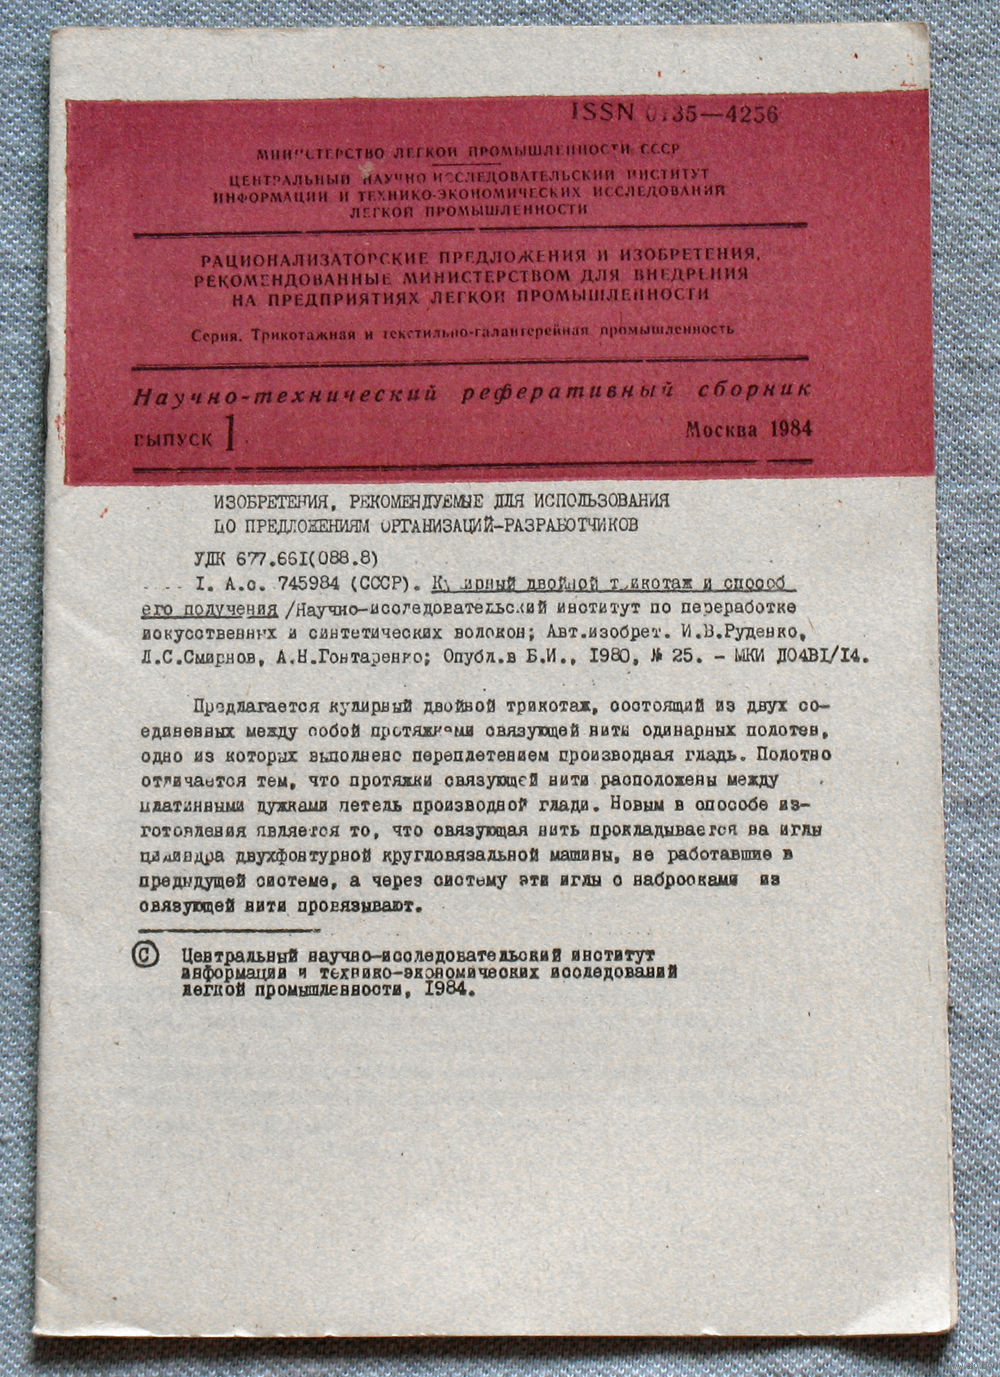 ISSN 0135—4256
МИНИСТЕРСТВО ЛЕГКОЙ ПРОМЫШЛЕННОСТИ СССР
ЦЕНТРАЛЬНЫЙ НАУЧНО ИССЛЕДОВАТЕЛЬСКИЙ ИНСТИТУТ
ИНФОРМАЦИИ И ТЕХНИКО-ЭКОНОМИЧЕСКИХ ИССЛЕДОВАНИЙ
ЛЕГКОЙ ПРОМЫШЛЕННОСТИ
РАЦИОНАЛИЗАТОРСКИЕ ПРЕДЛОЖЕНИЯ И ИЗОБРЕТЕНИЯ,
РЕКОМЕНДОВАННЫЕ МИНИСТЕРСТВОМ ДЛЯ ВНЕДРЕНИЯ
НА ПРЕДПРИЯТИЯХ ЛЕГКОЙ ПРОМЫШЛЕННОСТИ
Серия. Трикотажная и текстильно-галантерейная промышленность
Научно-технический реферативный сборник
ВЫПУСК 1 Москва 1984
ИЗОБРЕТЕНИЯ, РЕКОМЕНДУЕМЫЕ ДЛЯ ИСПОЛЬЗОВАНИЯ
ПО ПРЕДЛОЖЕНИЯМ ОРГАНИЗАЦИЙ-РАЗРАБОТЧИКОВ
УДК 677.661(088.8)
1. А.с. 745984 (СССР). Кулирный двойной трикотаж и способ
его получения /Научно-исследовательский институт по переработке
искусственных и синтетических волокон; Авт.изобрет. И.В.Руденко,
Л.С.Смирнов, А.Н.Гонтаренко; Опубл.в Б.И., 1980, № 25. - МКИ Д04В1/14.
Предлагается кулирный двойной трикотаж, состоящий из двух со-
единенных между собой протяжками связующей нити одинарных полотен,
одно из которых выполнено переплетением производная гладь. Полотно
отличается тем, что протяжки связующей нити расположены между
платинными дужками петель производной глади. Новым в способе из-
готовления является то, что связующая нить прокладывается на иглы
цилиндра двухфонтурной кругловязальной машины, не работавшие в
предыдущей системе, а через систему эти иглы с набросками из
связующей нити провязывают.
© Центральный научно-исследовательский институт
информации и технико-экономических исследований
легкой промышленности, 1984.